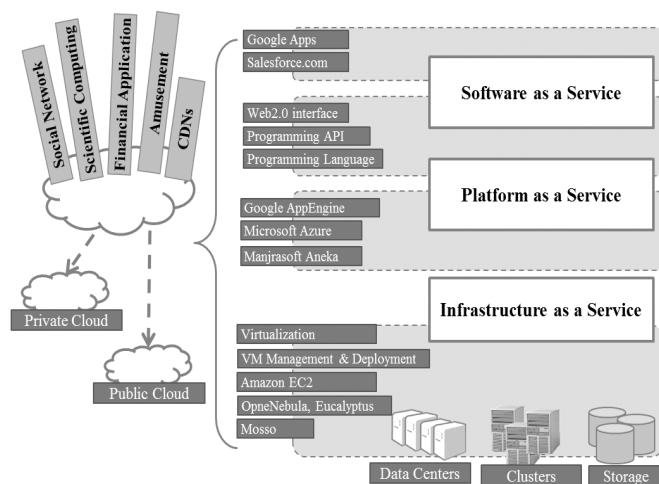 Social Network
Scientific Computing
Financial Application
Amusement
CDNs
Private Cloud
Public Cloud
Google Apps
Salesforce.com
Software as a Service
Web2.0 interface
Programming API
Programming Language
Platform as a Service
Google AppEngine
Microsoft Azure
Manjrasoft Aneka
Infrastructure as a Service
Virtualization
VM Management & Deployment
Amazon EC2
OpneNebula, Eucalyptus
Mosso
Data Centers
Clusters
Storage